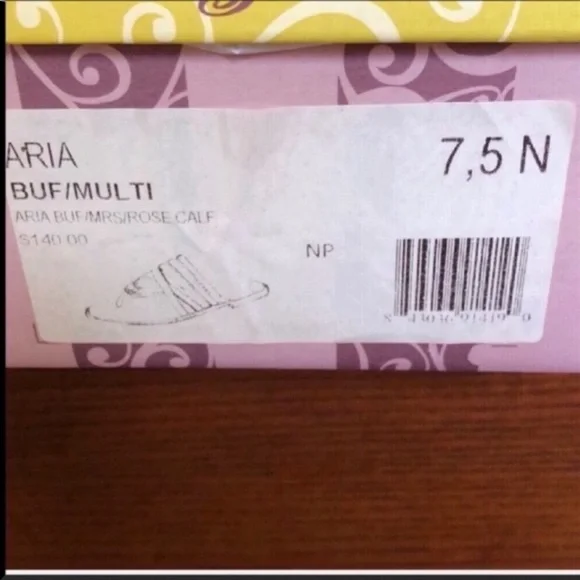 ARIA
7,5 N
BUF/MULTI
ARIA BUF/MRS/ROSE CALF
$140.00
NP